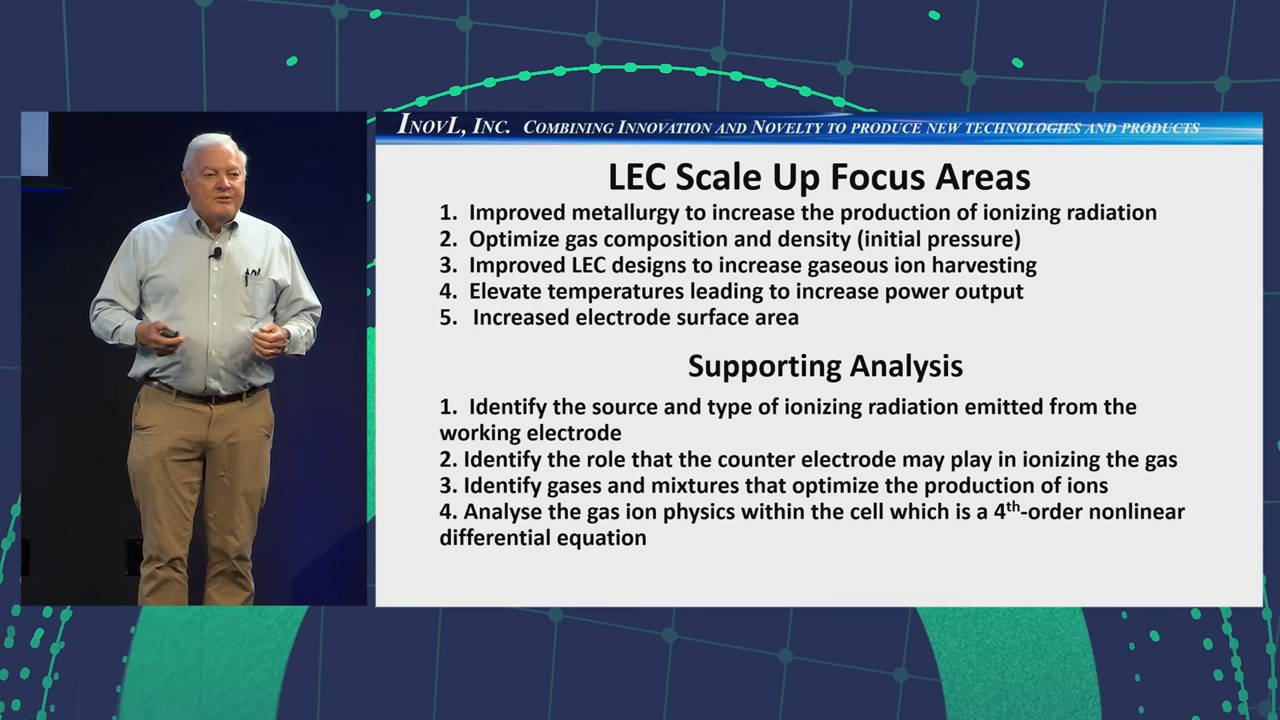 INOVL, INC. COMBINING INNOVATION AND NOVELTY TO PRODUCE NEW TECHNOLOGIES AND PRODUCTS
LEC Scale Up Focus Areas
1. Improved metallurgy to increase the production of ionizing radiation
2. Optimize gas composition and density (initial pressure)
3. Improved LEC designs to increase gaseous ion harvesting
4. Elevate temperatures leading to increase power output
5. Increased electrode surface area
Supporting Analysis
1. Identify the source and type of ionizing radiation emitted from the
working electrode
2. Identify the role that the counter electrode may play in ionizing the gas
3. Identify gases and mixtures that optimize the production of ions
4. Analyse the gas ion physics within the cell which is a 4th-order nonlinear
differential equation